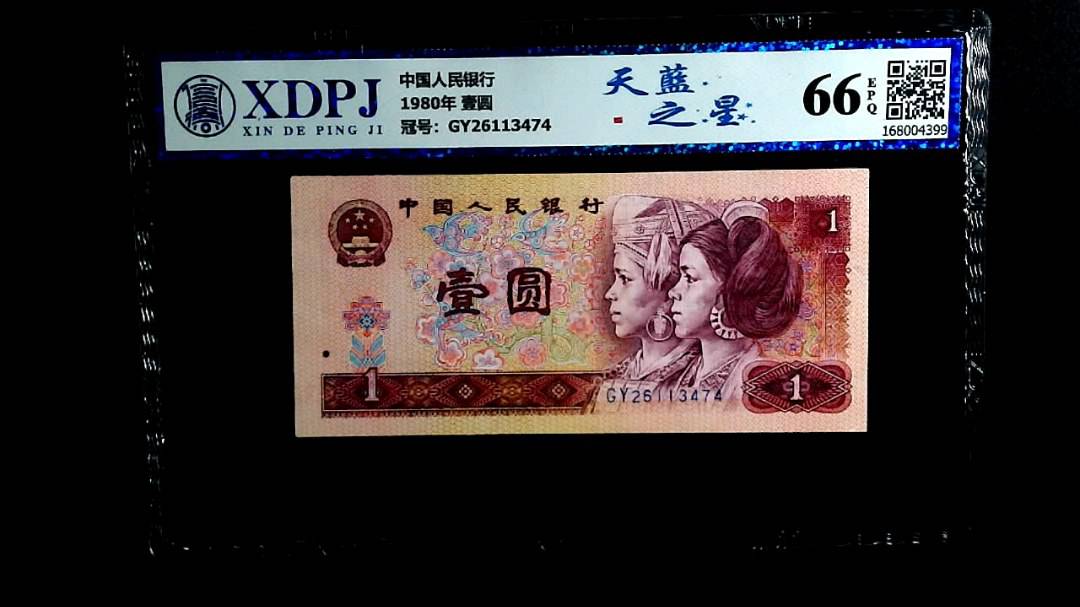 XDPJ
XIN DE PING JI
中国人民银行
1980年 壹圆
冠号：GY26113474
天藍
之星
66
EPQ
168004399
中国人民银行
1
壹圆
1
GY26113474
1